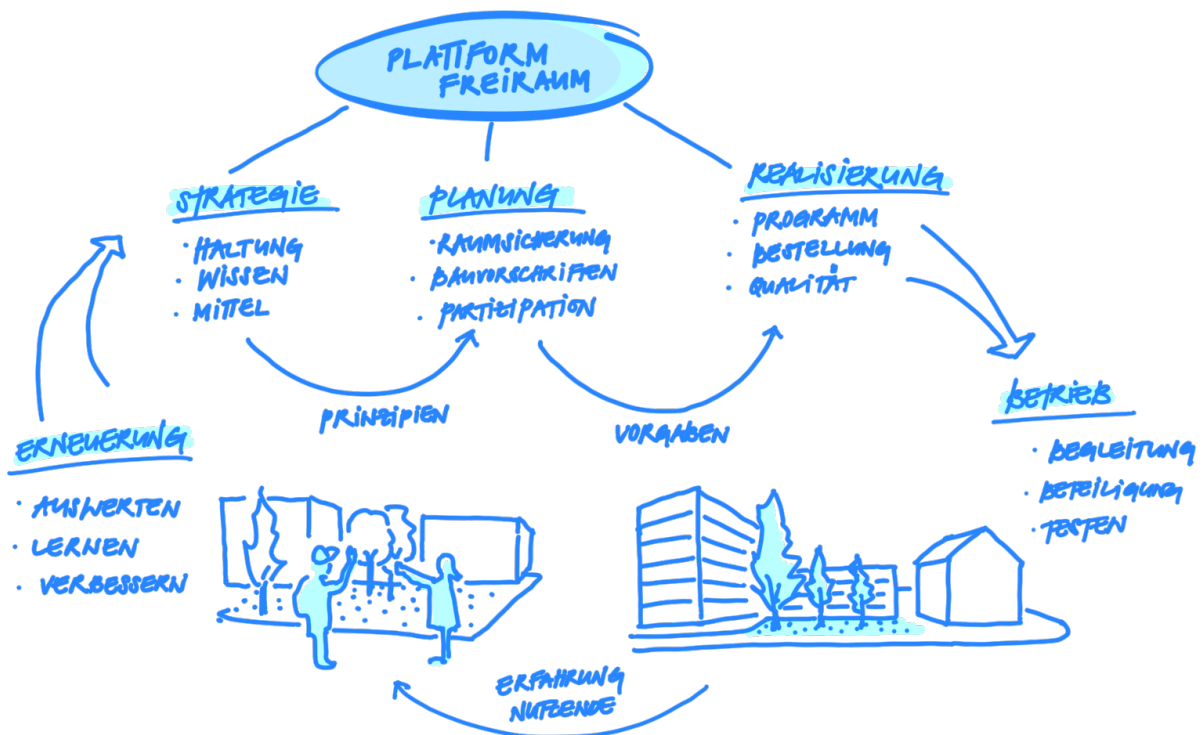 PLATTFORM
FREIRAUM
STRATEGIE
· HALTUNG
· WISSEN
· MITTEL
PLANUNG
· RAUMSICHERUNG
· BAUVORSCHRIFTEN
· PARTIZIPATION
REALISIERUNG
· PROGRAMM
· BESTELLUNG
· QUALITÄT
PRINZIPIEN
VORGABEN
BETRIEB
· BEGLEITUNG
· BETEILIGUNG
· TESTEN
ERNEUERUNG
· AUSWERTEN
· LERNEN
· VERBESSERN
ERFAHRUNG
NUTZENDE